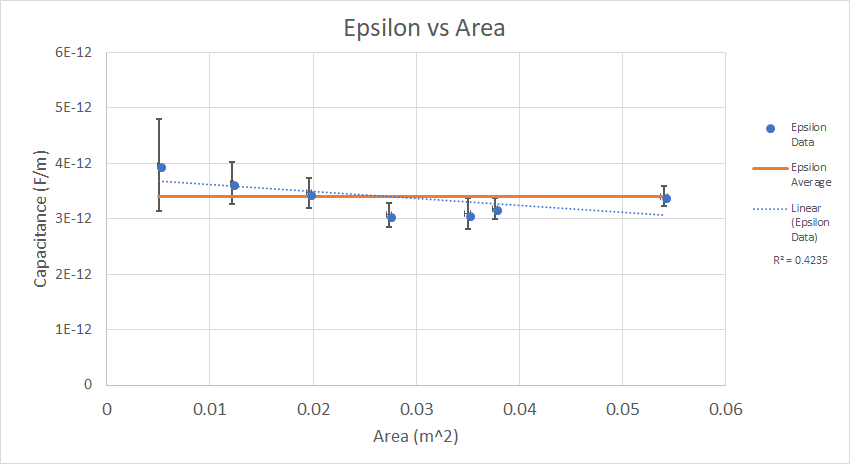 Epsilon vs Area
6E-12
5E-12
4E-12
3E-12
2E-12
1E-12
0
Capacitance (F/m)
0 0.01 0.02 0.03 0.04 0.05 0.06
Area (m^2)
Epsilon
Data
Epsilon
Average
Linear
(Epsilon
Data)
R² = 0.4235